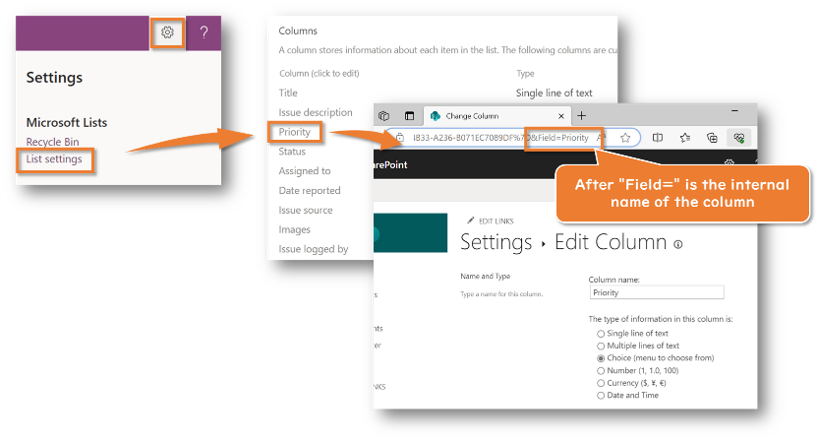 ?
Settings
Microsoft Lists
Recycle Bin
List settings
Columns
A column stores information about each item in the list. The following columns are cu
Column (click to edit)
Type
Title
Single line of text
Issue description
Priority
Status
Assigned to
Date reported
Issue source
Images
Issue logged by
Change Column
I833-A236-B071EC7089DF%7D&Field=Priority
harePoint
After "Field=" is the internal
name of the column
EDIT LINKS
Settings › Edit Column
Name and Type
Type a name for this column.
Column name:
Priority
The type of information in this column is:
Single line of text
Multiple lines of text
Choice (menu to choose from)
Number (1, 1.0, 100)
Currency ($, ¥, €)
Date and Time
nts
ter
NKS